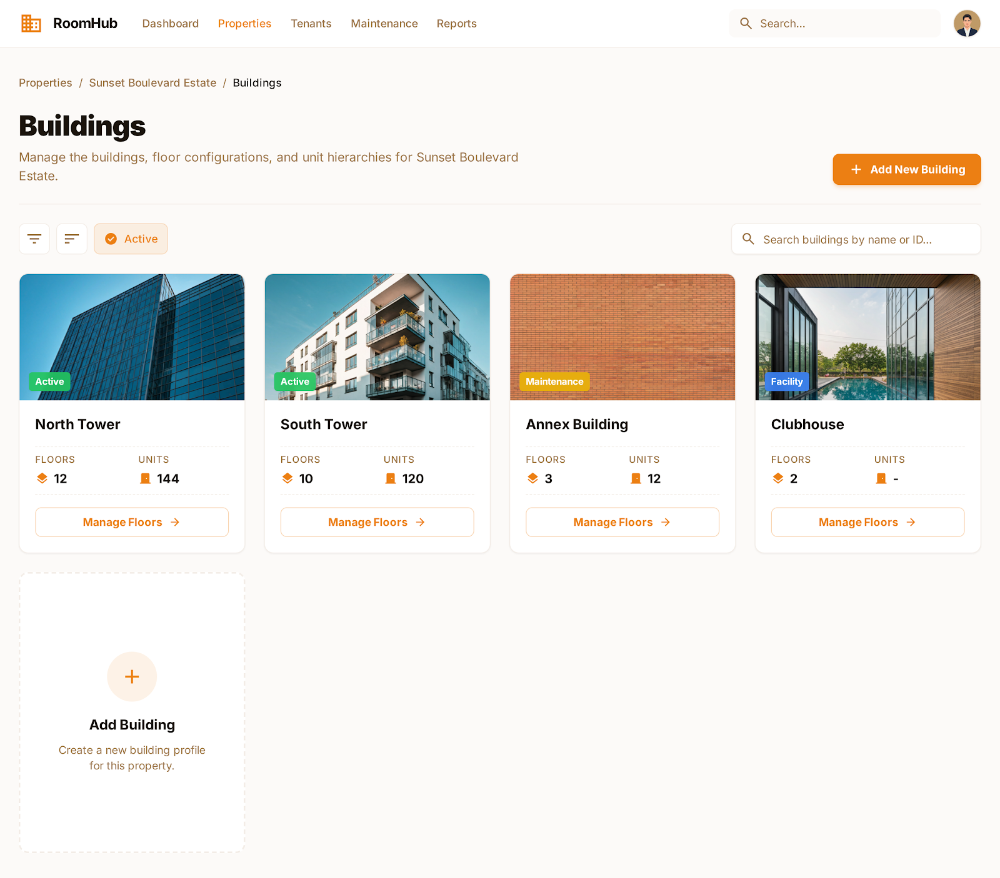 RoomHub
Dashboard
Properties
Tenants
Maintenance
Reports
Search...
Properties / Sunset Boulevard Estate / Buildings
Buildings
Manage the buildings, floor configurations, and unit hierarchies for Sunset Boulevard
Estate.
Add New Building
Active
Search buildings by name or ID...
Active
North Tower
FLOORS
UNITS
12
144
Manage Floors
Active
South Tower
FLOORS
UNITS
10
120
Manage Floors
Maintenance
Annex Building
FLOORS
UNITS
3
12
Manage Floors
Facility
Clubhouse
FLOORS
UNITS
2
-
Manage Floors
Add Building
Create a new building profile
for this property.